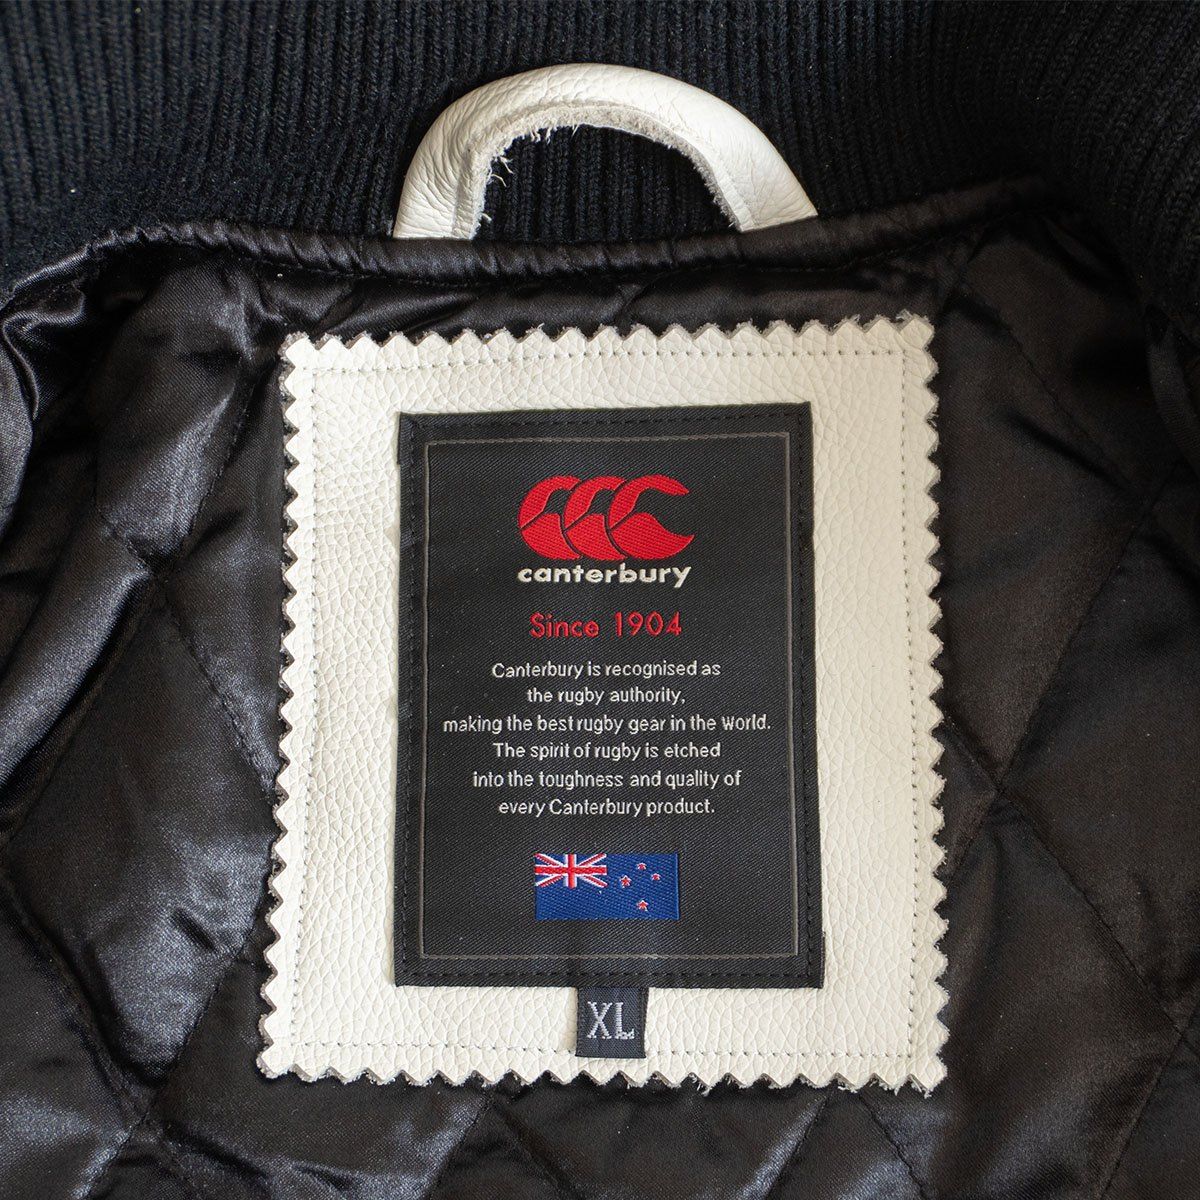 canterbury
Since 1904
Canterbury is recognised as
the rugby authority,
making the best rugby gear in the world.
The spirit of rugby is etched
into the toughness and quality of
every Canterbury product.
XL